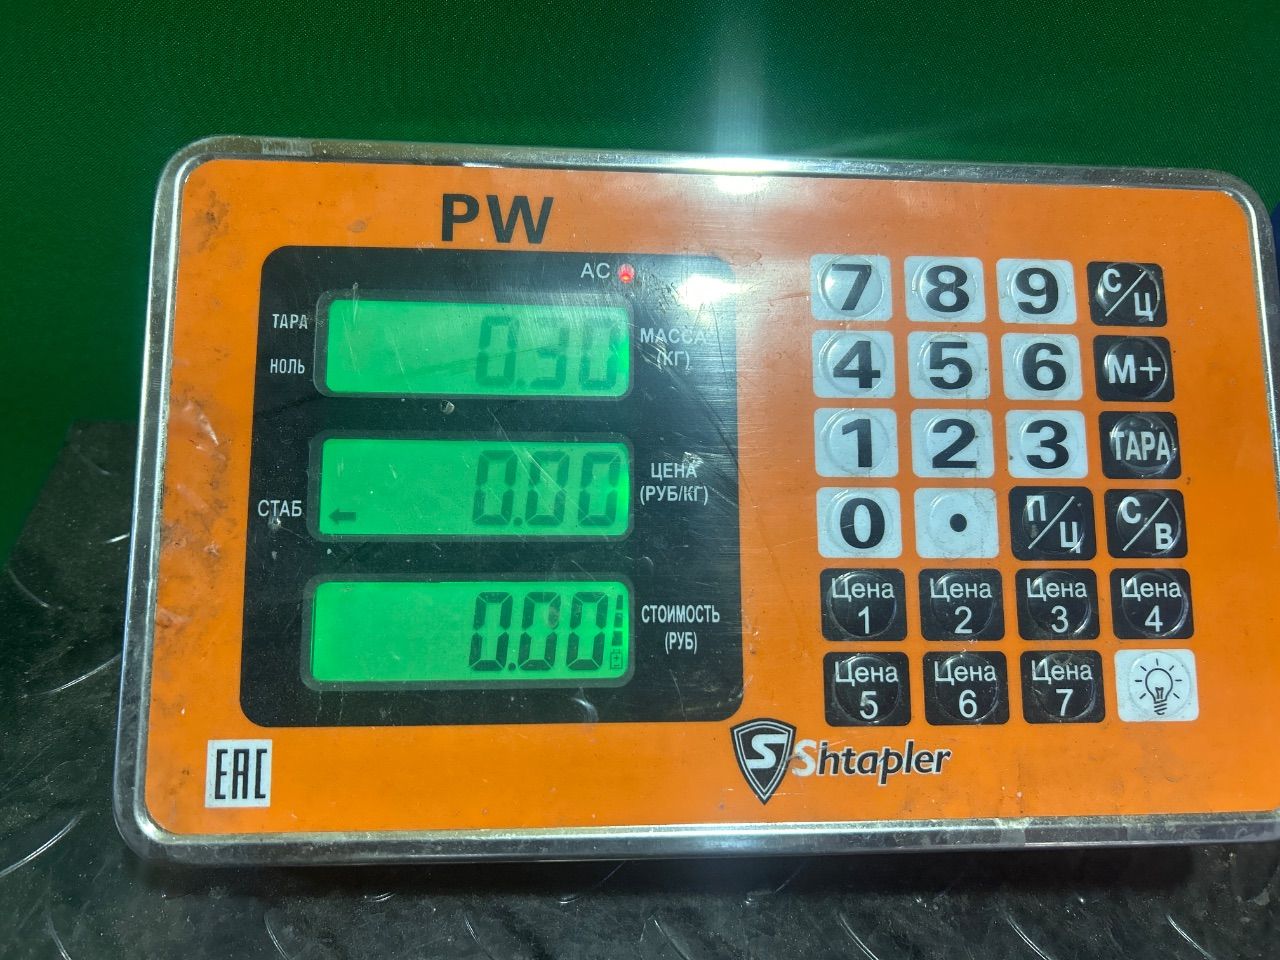 PW
AC
ТАРА
НОЛЬ
0.30
МАССА
(КГ)
СТАБ
0.00
ЦЕНА
(РУБ/КГ)
0.00
СТОИМОСТЬ
(РУБ)
7 8 9 С/Ц
4 5 6 М+
1 2 3 ТАРА
0 . П/Ц С/В
Цена 1 Цена 2 Цена 3 Цена 4
Цена 5 Цена 6 Цена 7
EAC
S Shtapler